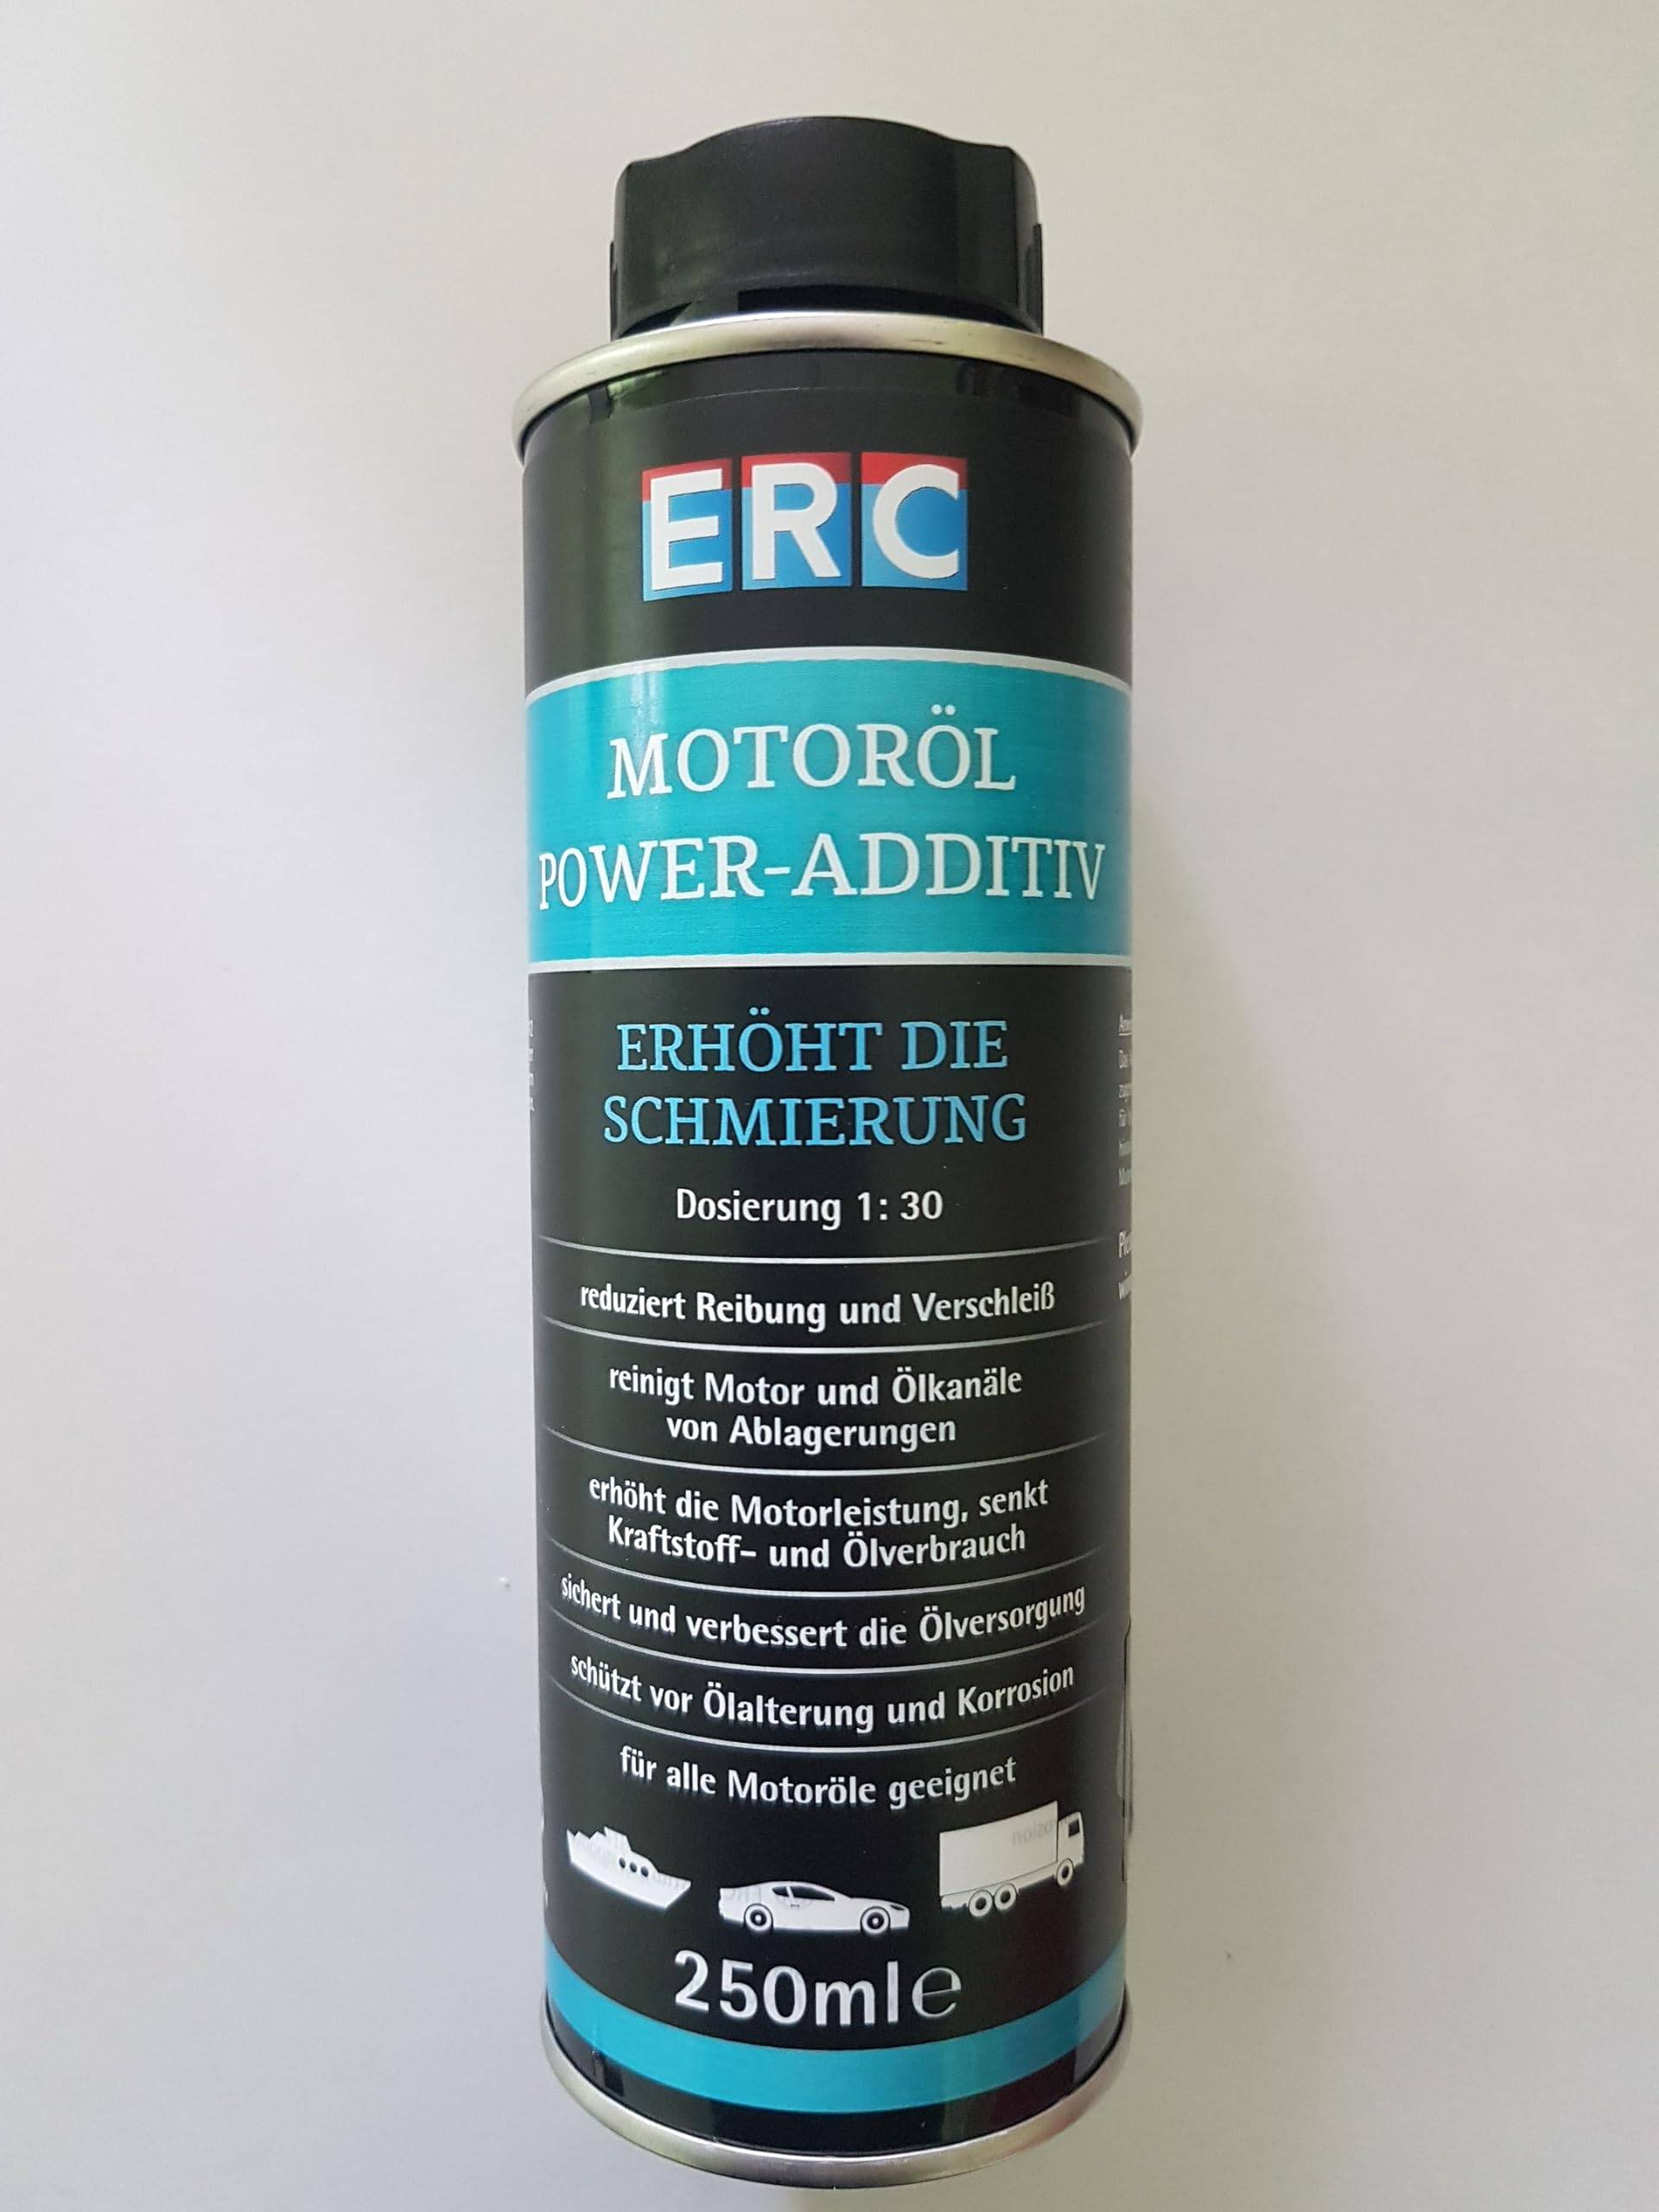 ERC
MOTORÖL
POWER-ADDITIV
ERHÖHT DIE
SCHMIERUNG
Dosierung 1: 30
reduziert Reibung und Verschleiß
reinigt Motor und Ölkanäle
von Ablagerungen
erhöht die Motorleistung, senkt
Kraftstoff- und Ölverbrauch
sichert und verbessert die Ölversorgung
schützt vor Ölalterung und Korrosion
für alle Motoröle geeignet
250ml℮